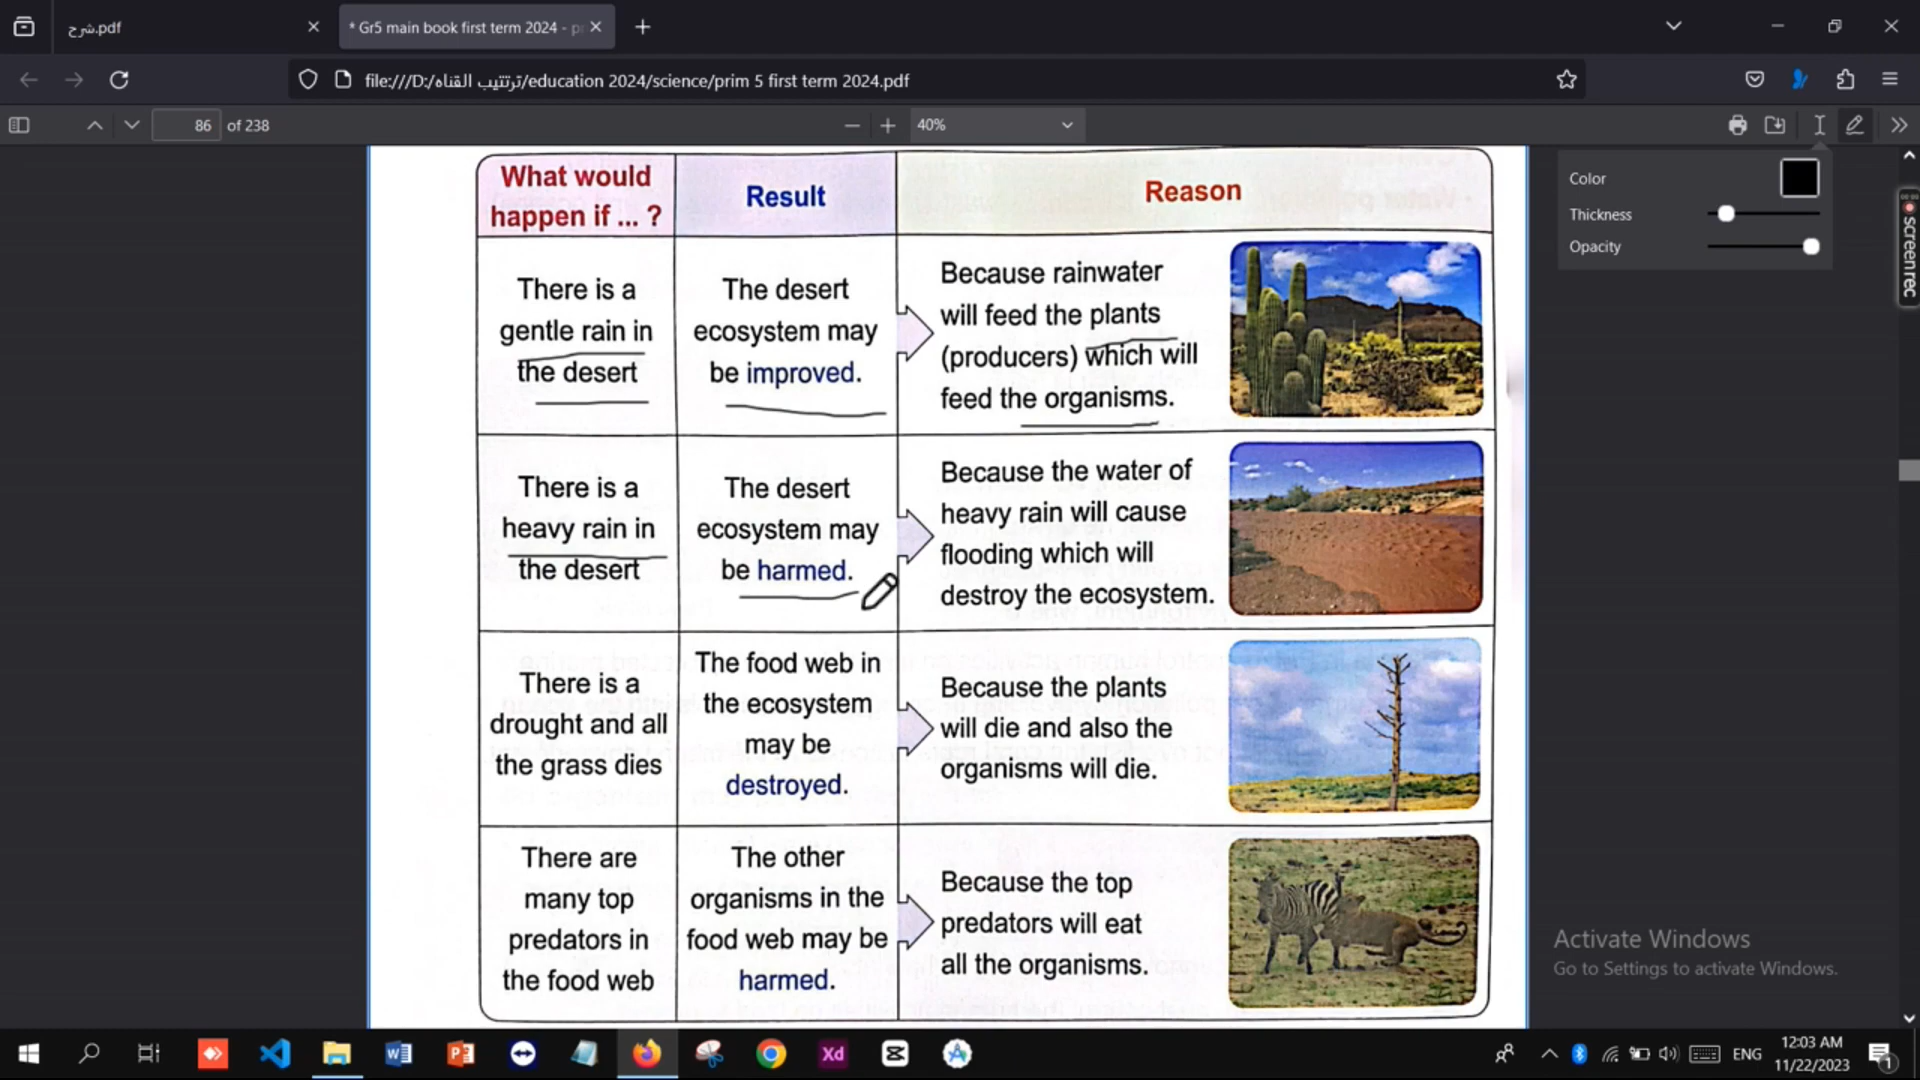 شرح.pdf
* Gr5 main book first term 2024 - p
file:///D:/ترتتيب القناه/education 2024/science/prim 5 first term 2024.pdf
86 of 238
40%
Color
Thickness
Opacity
screenrec
What would
happen if ... ?
Result
Reason
There is a
gentle rain in
the desert
The desert
ecosystem may
be improved.
Because rainwater
will feed the plants
(producers) which will
feed the organisms.
There is a
heavy rain in
the desert
The desert
ecosystem may
be harmed.
Because the water of
heavy rain will cause
flooding which will
destroy the ecosystem.
There is a
drought and all
the grass dies
The food web in
the ecosystem
may be
destroyed.
Because the plants
will die and also the
organisms will die.
There are
many top
predators in
the food web
The other
organisms in the
food web may be
harmed.
Because the top
predators will eat
all the organisms.
Activate Windows
Go to Settings to activate Windows.
Xd
ENG
12:03 AM
11/22/2023
1